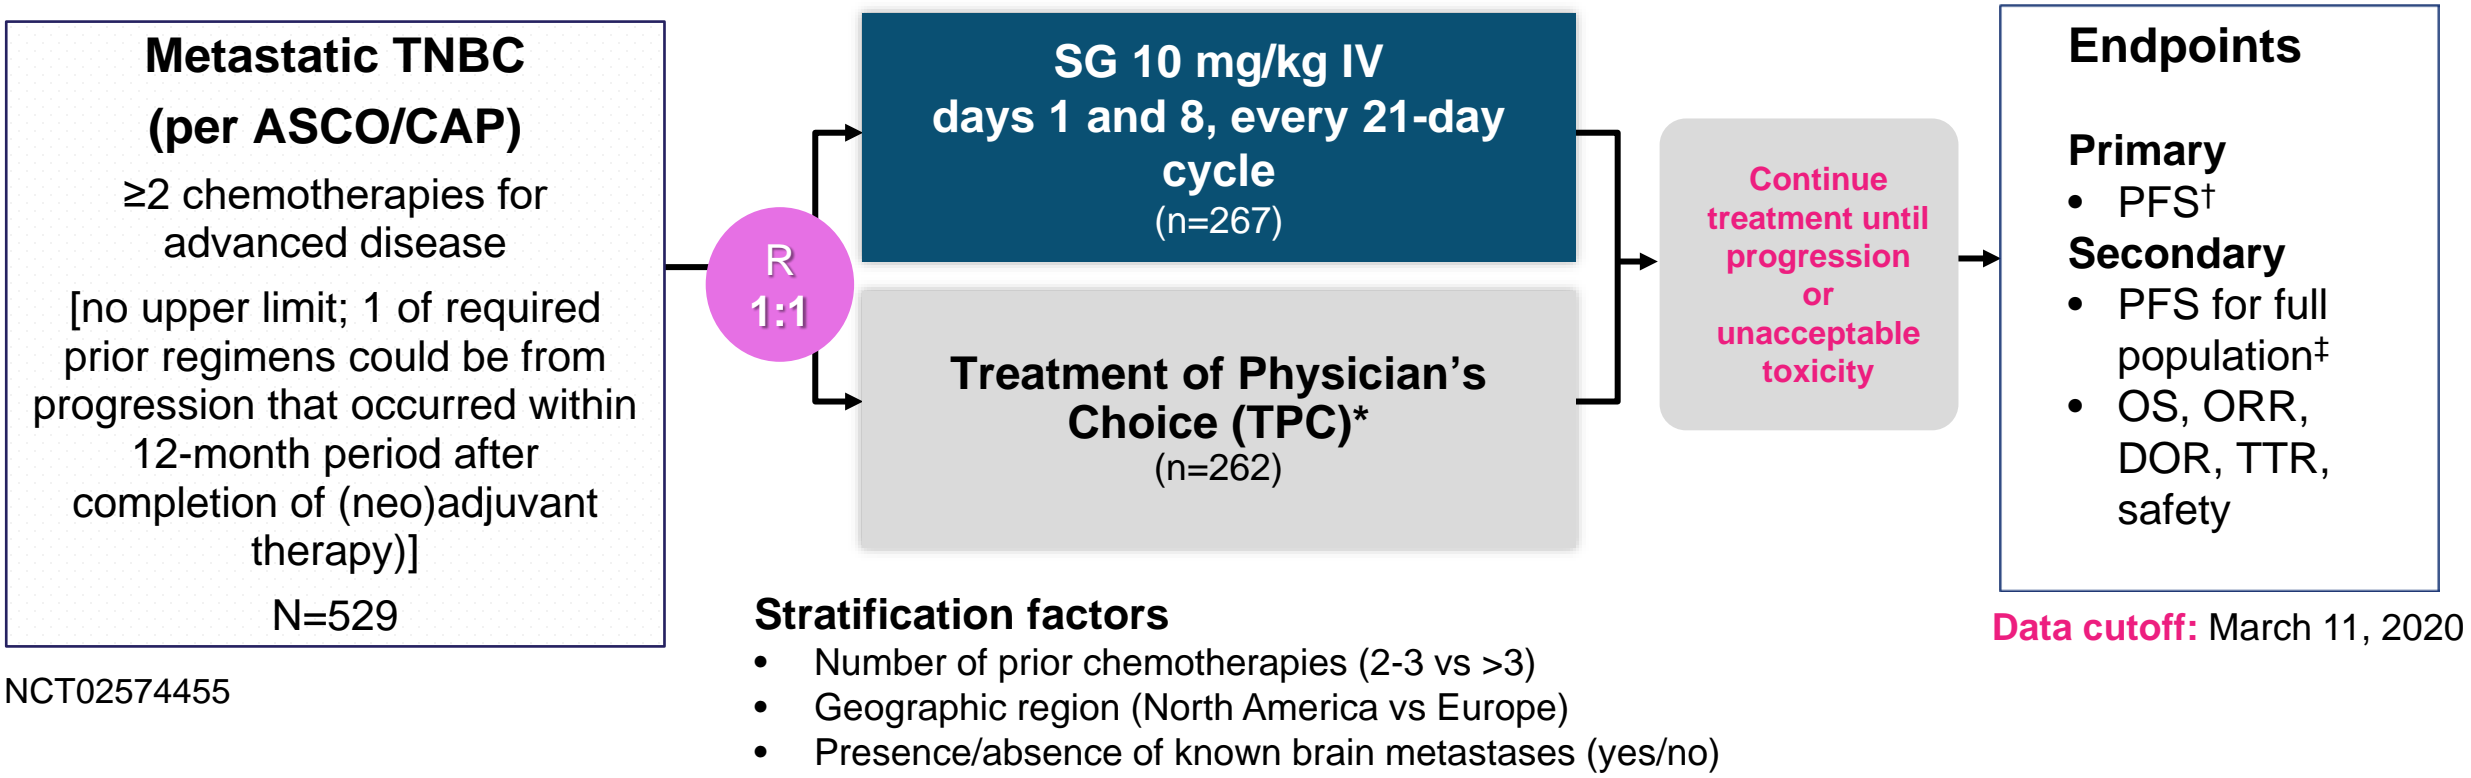 Metastatic TNBC
(per ASCO/CAP)
≥2 chemotherapies for
advanced disease
[no upper limit; 1 of required
prior regimens could be from
progression that occurred within
12-month period after
completion of (neo)adjuvant
therapy)]
N=529
NCT02574455
R
1:1
SG 10 mg/kg IV
days 1 and 8, every 21-day
cycle
(n=267)
Treatment of Physician’s
Choice (TPC)*
(n=262)
Stratification factors
• Number of prior chemotherapies (2-3 vs >3)
• Geographic region (North America vs Europe)
• Presence/absence of known brain metastases (yes/no)
Continue
treatment until
progression
or
unacceptable
toxicity
Endpoints
Primary
• PFS†
Secondary
• PFS for full
population‡
• OS, ORR,
DOR, TTR,
safety
Data cutoff: March 11, 2020